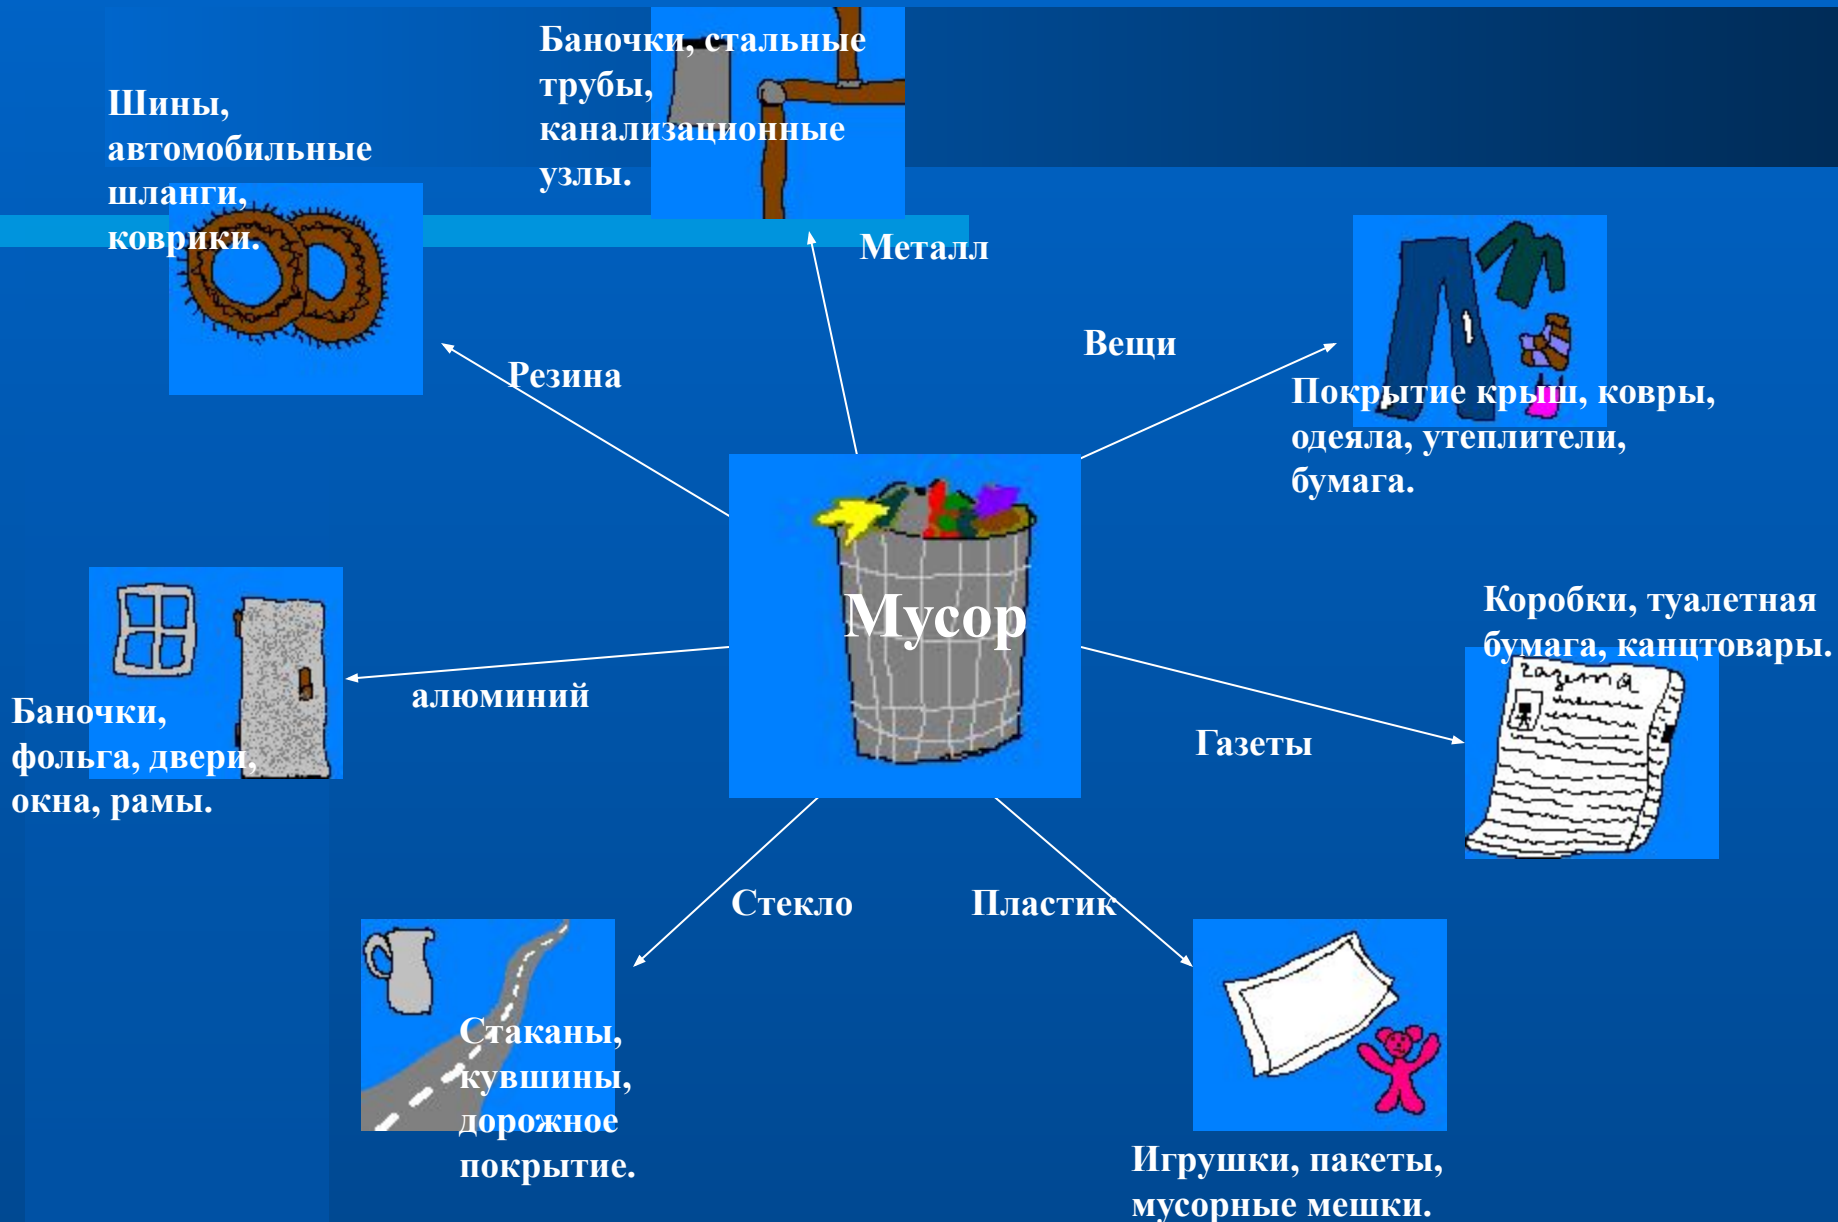 Баночки, стальные
трубы,
канализационные
узлы.
Шины,
автомобильные
шланги,
коврики.
Металл
Вещи
Резина
Покрытие крыш, ковры,
одеяла, утеплители,
бумага.
Мусор
Коробки, туалетная
бумага, канцтовары.
газета
алюминий
Баночки,
фольга, двери,
окна, рамы.
Газеты
Стекло
Пластик
Стаканы,
кувшины,
дорожное
покрытие.
Игрушки, пакеты,
мусорные мешки.